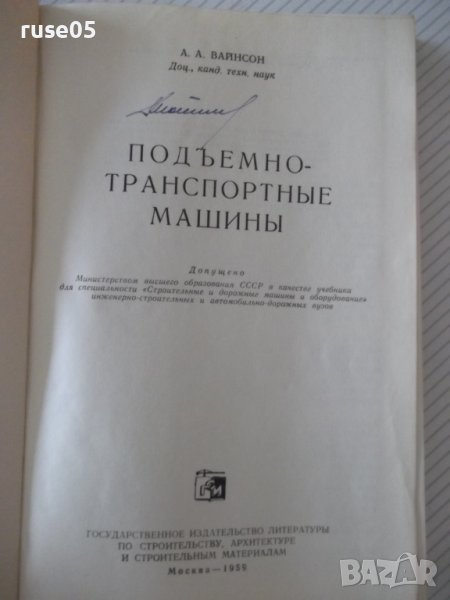 ruse05
А. А. ВАЙНСОН
Доц., канд. техн. наук
ПОДЪЕМНО-
ТРАНСПОРТНЫЕ
МАШИНЫ
Допущено
Министерством высшего образования СССР в качестве учебника
для специальности «Строительные и дорожные машины и оборудование»
инженерно-строительных и автомобильно-дорожных вузов
ГОСУДАРСТВЕННОЕ ИЗДАТЕЛЬСТВО ЛИТЕРАТУРЫ
ПО СТРОИТЕЛЬСТВУ, АРХИТЕКТУРЕ
И СТРОИТЕЛЬНЫМ МАТЕРИАЛАМ
Москва—1959
BAZAR